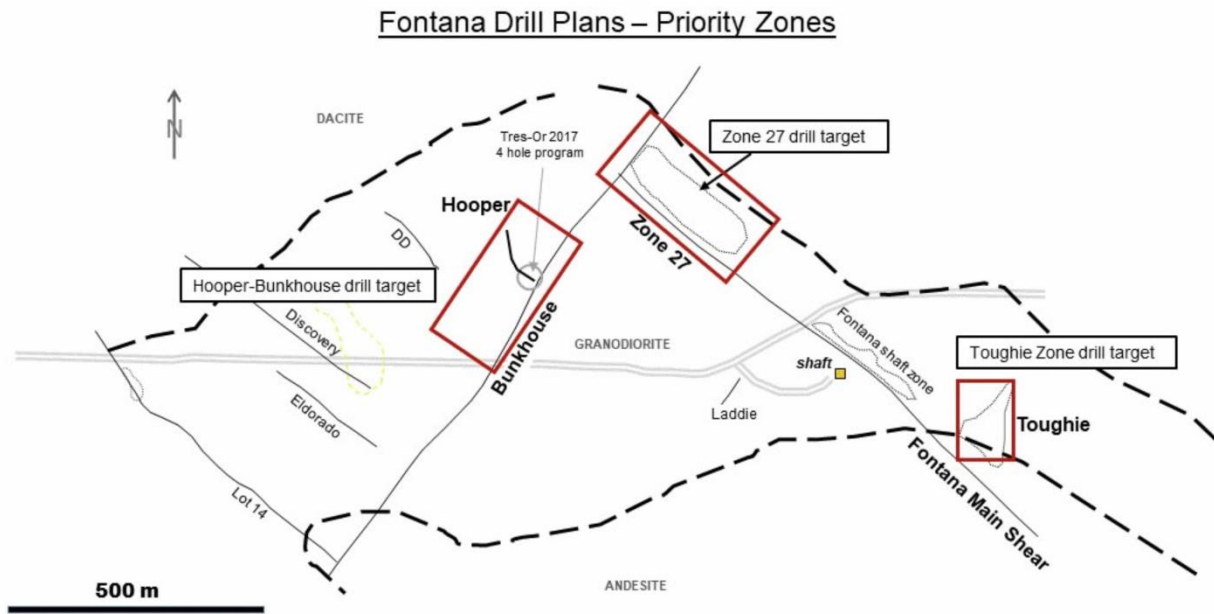 Fontana Drill Plans – Priority Zones
N
DACITE
Tres-Or 2017
4 hole program
Zone 27 drill target
Hooper
DD
Zone 27
Hooper-Bunkhouse drill target
Discovery
Bunkhouse
GRANODIORITE
Fontana shaft zone
shaft
Toughie Zone drill target
Eldorado
Laddie
Toughie
Lot 14
Fontana Main Shear
500 m
ANDESITE